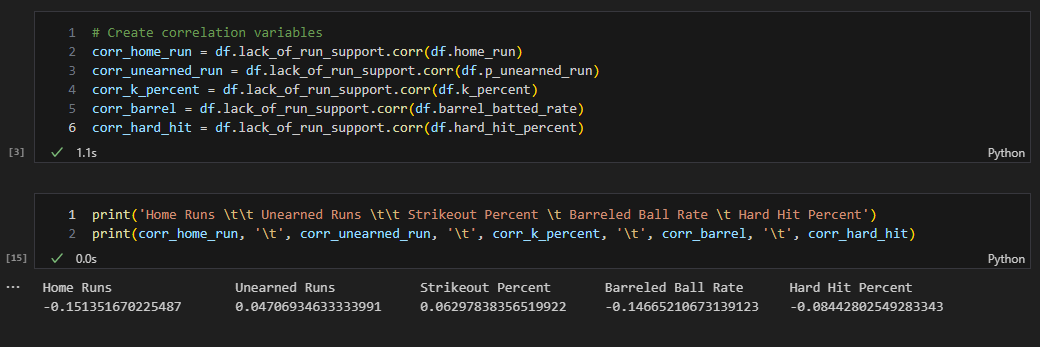 1 # Create correlation variables
2 corr_home_run = df.lack_of_run_support.corr(df.home_run)
3 corr_unearned_run = df.lack_of_run_support.corr(df.p_unearned_run)
4 corr_k_percent = df.lack_of_run_support.corr(df.k_percent)
5 corr_barrel = df.lack_of_run_support.corr(df.barrel_batted_rate)
6 corr_hard_hit = df.lack_of_run_support.corr(df.hard_hit_percent)
[3] ✓ 1.1s Python
1 print('Home Runs \t\t Unearned Runs \t\t Strikeout Percent \t Barreled Ball Rate \t Hard Hit Percent')
2 print(corr_home_run, '\t', corr_unearned_run, '\t', corr_k_percent, '\t', corr_barrel, '\t', corr_hard_hit)
[15] ✓ 0.0s Python
... Home Runs Unearned Runs Strikeout Percent Barreled Ball Rate Hard Hit Percent
-0.151351670225487 0.04706934633333991 0.06297838356519922 -0.14665210673139123 -0.08442802549283343